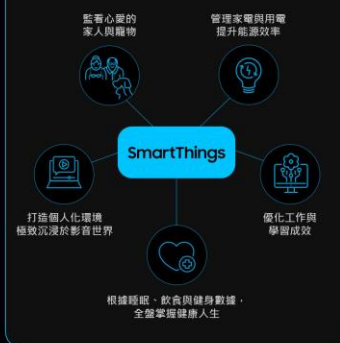 監看心愛的
家人與寵物
管理家電與用電
提升能源效率
SmartThings
打造個人化環境
極致沉浸於影音世界
優化工作與
學習成效
根據睡眠、飲食與健身數據，
全盤掌握健康人生